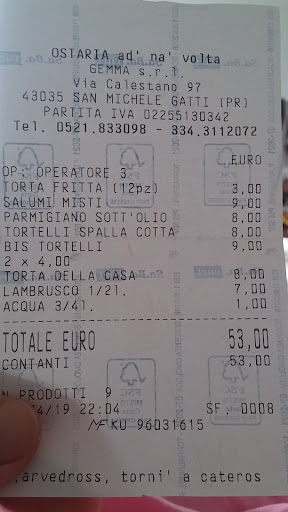 OSTARIA ad' na' volta
GEMMA s.r.l.
Via Calestano 97
43035 SAN MICHELE GATTI (PR)
PARTITA IVA 02255130342
Tel. 0521.833098 - 334.3112072
EURO
OP: OPERATORE 3
TORTA FRITTA (12pz) 3,00
SALUMI MISTI 9,00
PARMIGIANO SOTT'OLIO 8,00
TORTELLI SPALLA COTTA 8,00
BIS TORTELLI 9,00
2 x 4,00
TORTA DELLA CASA 8,00
LAMBRUSCO 1/2l. 7,00
ACQUA 3/4l. 1,00
TOTALE EURO 53,00
CONTANTI 53,00
N PRODOTTI 9
4/19 22:04 SF. 0008
MF KU 96031615
arvedross, torni' a cateros